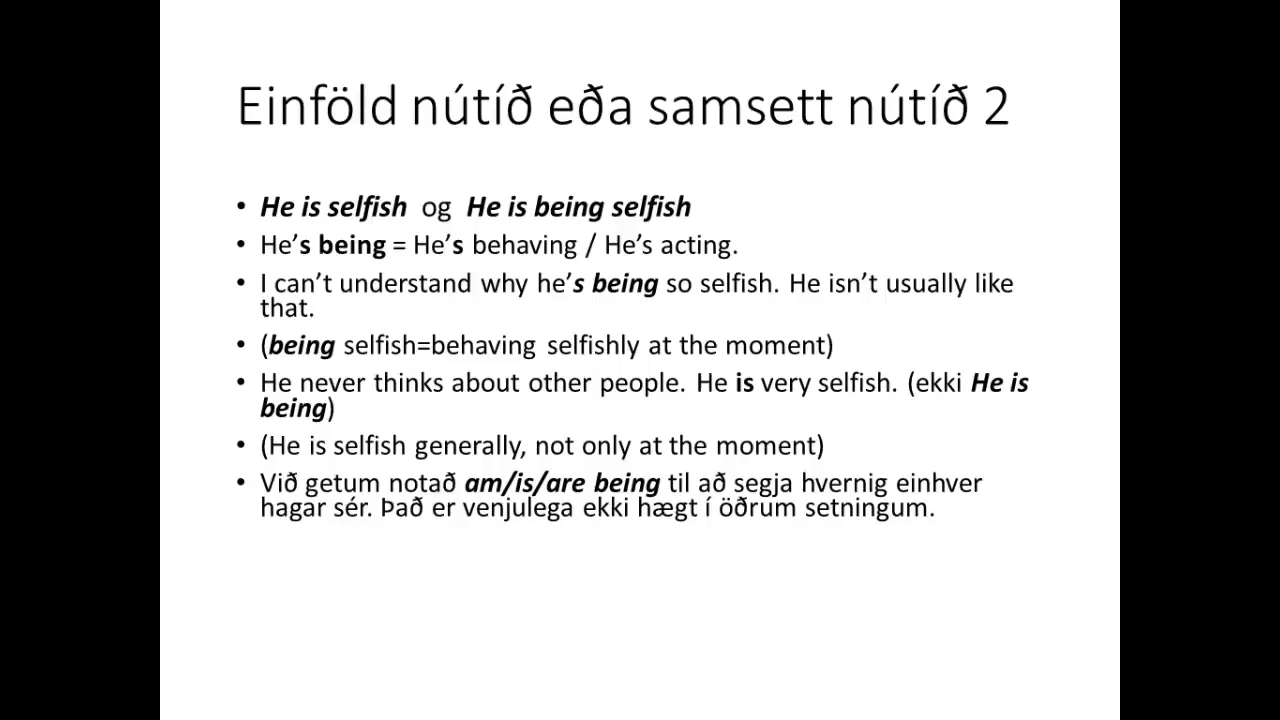 Einföld nútíð eða samsett nútíð 2
• He is selfish og He is being selfish
• He’s being = He’s behaving / He’s acting.
• I can’t understand why he’s being so selfish. He isn’t usually like
that.
• (being selfish=behaving selfishly at the moment)
• He never thinks about other people. He is very selfish. (ekki He is
being)
• (He is selfish generally, not only at the moment)
• Við getum notað am/is/are being til að segja hvernig einhver
hagar sér. Það er venjulega ekki hægt í öðrum setningum.